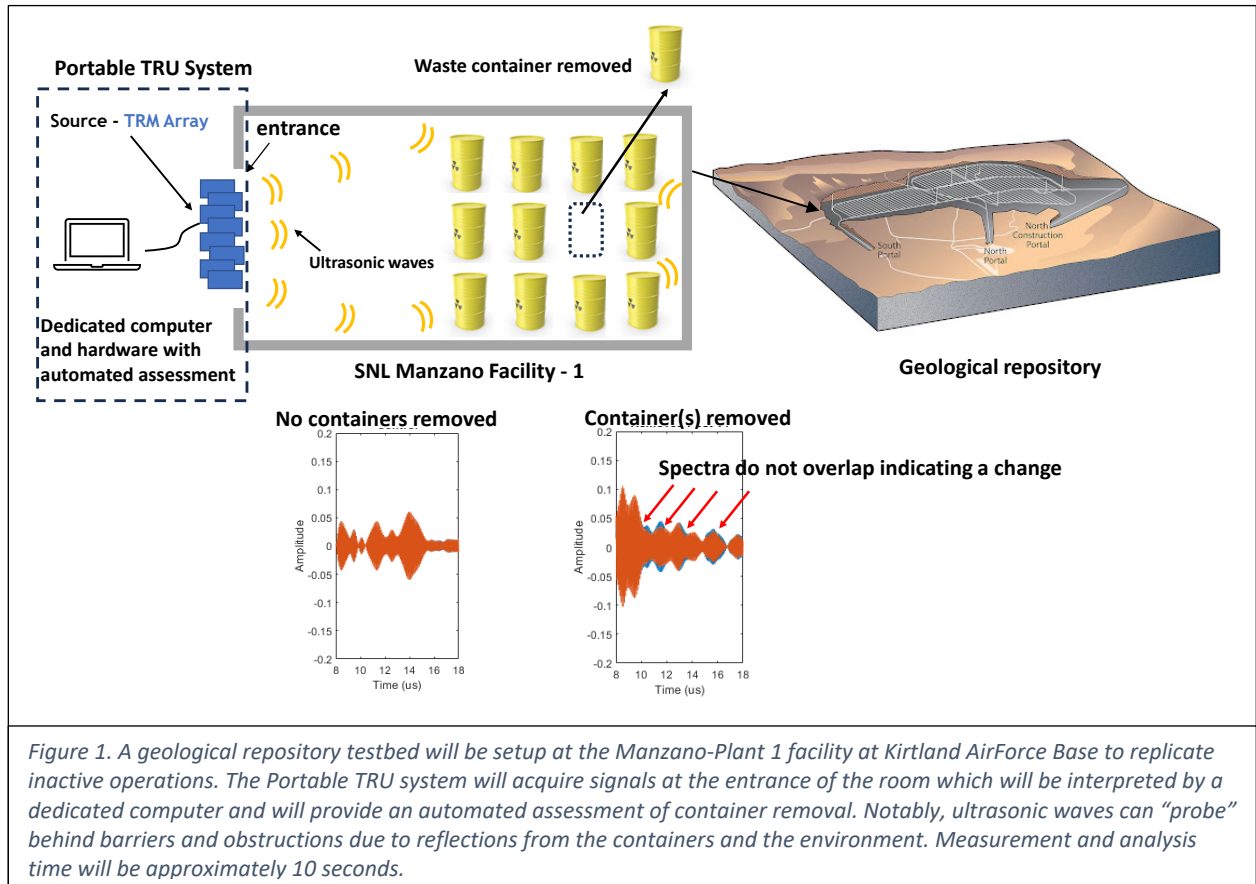 Portable TRU System
Waste container removed
Source - TRM Array
entrance
Ultrasonic waves
Dedicated computer
and hardware with
automated assessment
SNL Manzano Facility - 1
South
Portal
North
Portal
North
Construction
Portal
Geological repository
No containers removed
Container(s) removed
Spectra do not overlap indicating a change
0.2
0.15
0.1
0.05
0
-0.05
-0.1
-0.15
-0.2
Amplitude
8 10 12 14 16 18
Time (us)
0.2
0.15
0.1
0.05
0
-0.05
-0.1
-0.15
-0.2
Amplitude
8 10 12 14 16 18
Time (us)
Figure 1. A geological repository testbed will be setup at the Manzano-Plant 1 facility at Kirtland AirForce Base to replicate
inactive operations. The Portable TRU system will acquire signals at the entrance of the room which will be interpreted by a
dedicated computer and will provide an automated assessment of container removal. Notably, ultrasonic waves can “probe”
behind barriers and obstructions due to reflections from the containers and the environment. Measurement and analysis
time will be approximately 10 seconds.